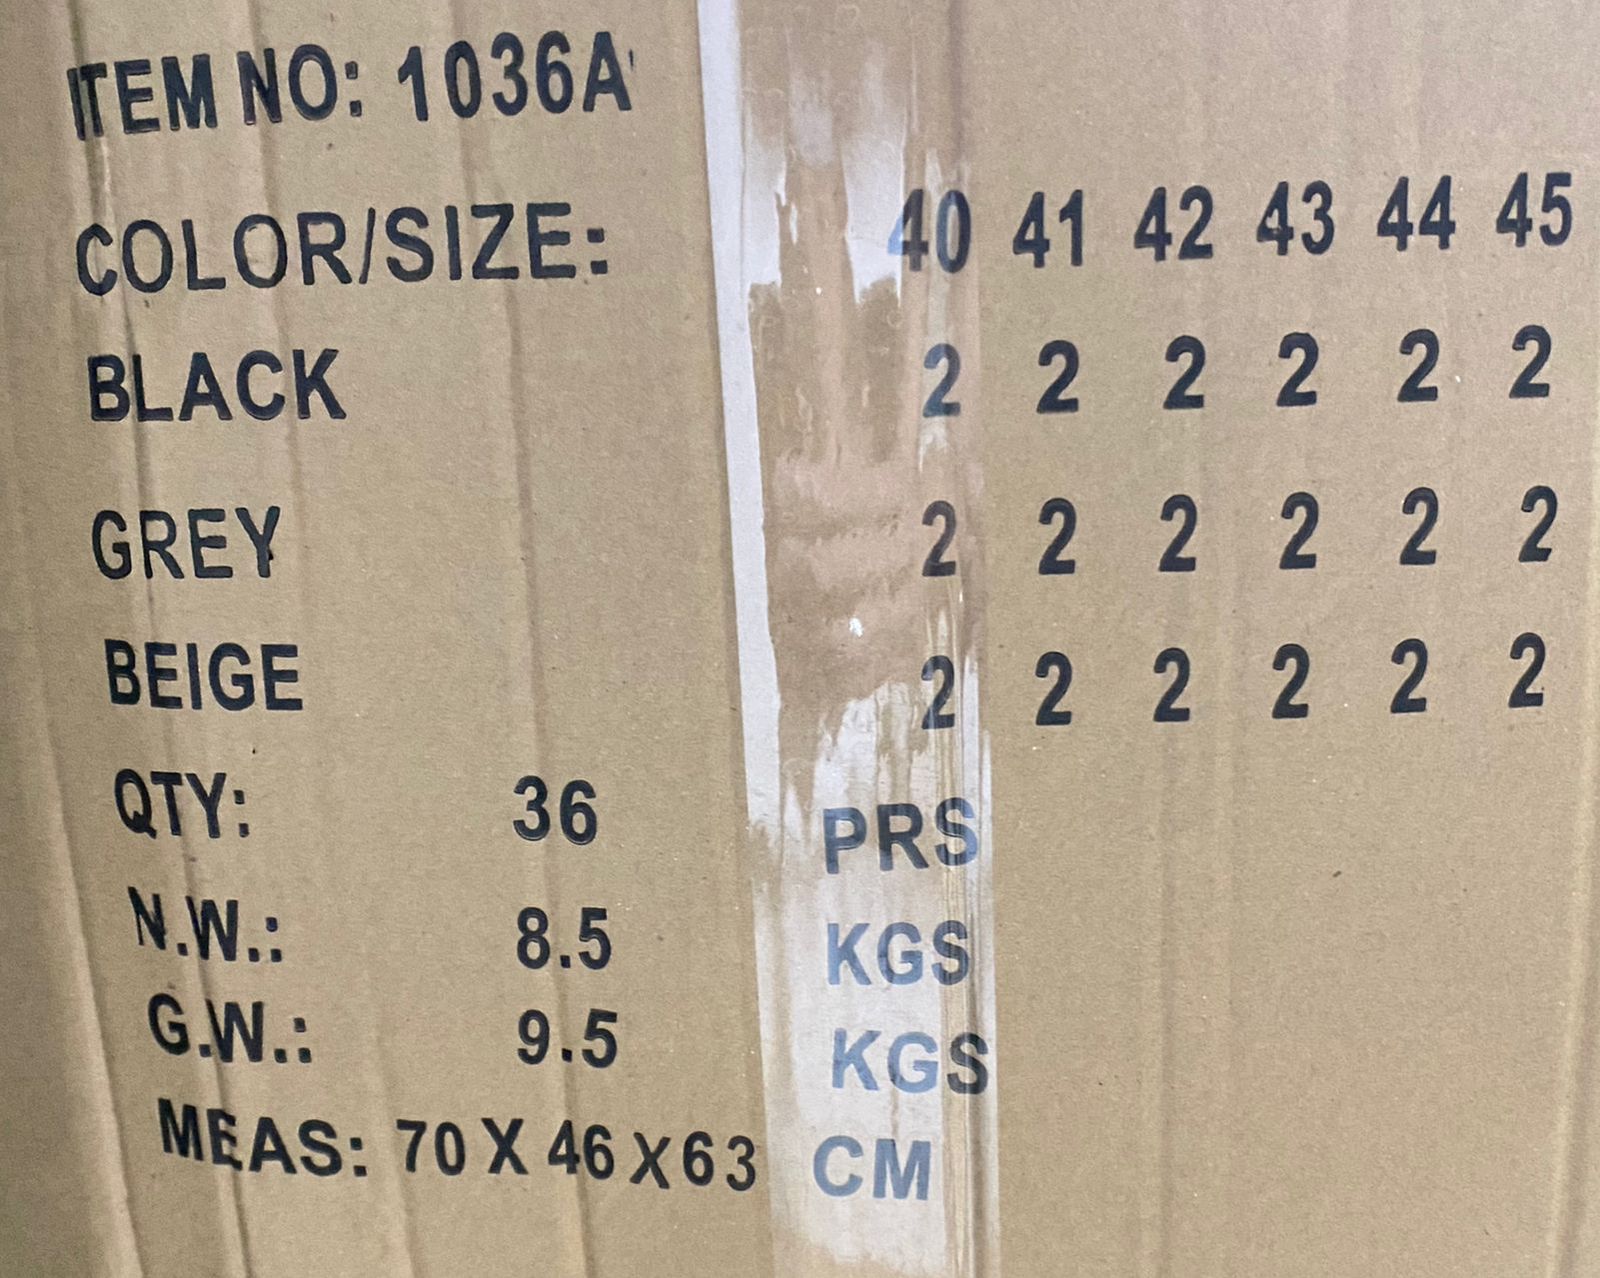 ITEM NO: 1036A
COLOR/SIZE: 40 41 42 43 44 45
BLACK 2 2 2 2 2 2
GREY 2 2 2 2 2 2
BEIGE 2 2 2 2 2 2
QTY: 36 PRS
N.W.: 8.5 KGS
G.W.: 9.5 KGS
MEAS: 70 X 46 X 63 CM